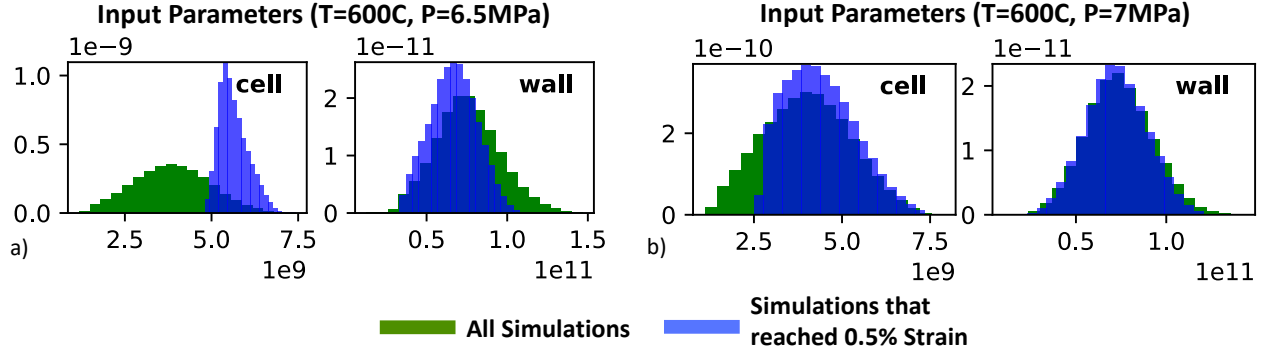 Input Parameters (T=600C, P=6.5MPa)
1e−9
1e−11
cell
wall
1.0
0.5
0.0
2
1
0
2.5
5.0
7.5
0.5
1.0
1.5
1e9
1e11
a)
Input Parameters (T=600C, P=7MPa)
1e−10
1e−11
cell
wall
2
0
2
1
0
2.5
5.0
7.5
0.5
1.0
1e9
1e11
b)
All Simulations
Simulations that
reached 0.5% Strain